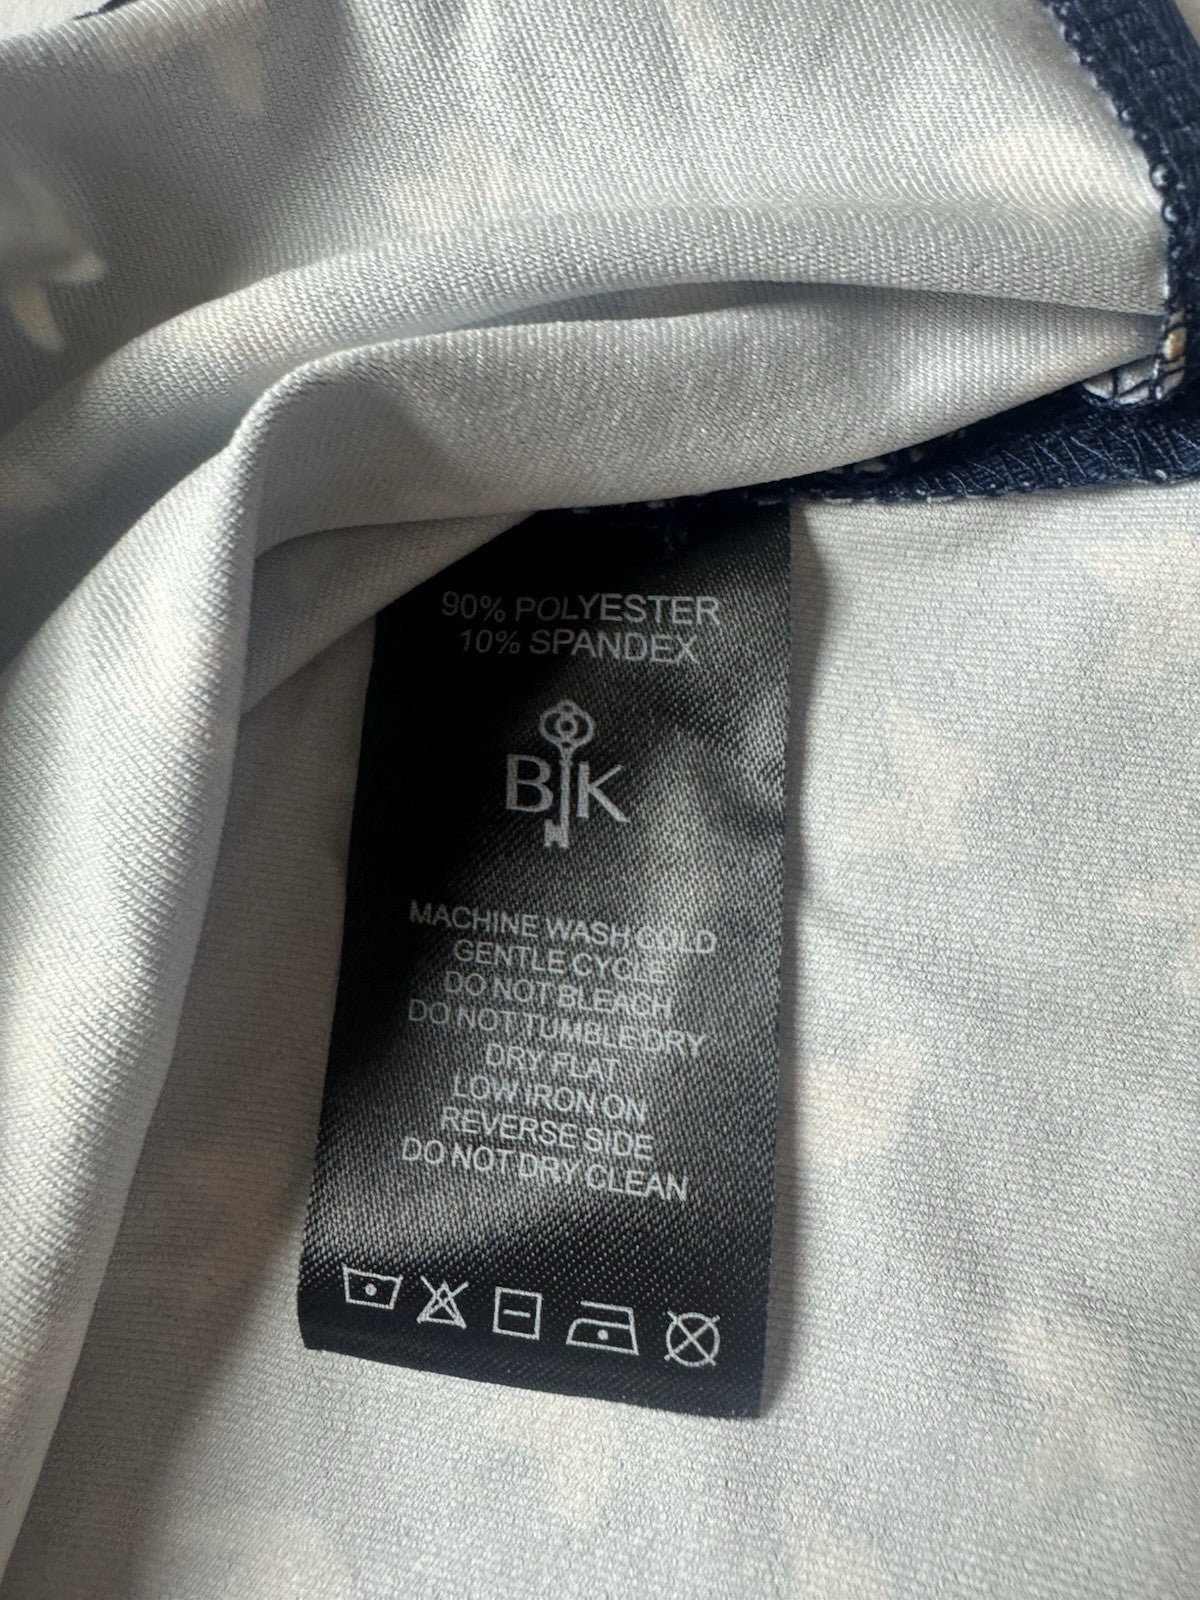 90% POLYESTER
10% SPANDEX
BK
MACHINE WASH COLD
GENTLE CYCLE
DO NOT BLEACH
DO NOT TUMBLE DRY
DRY FLAT
LOW IRON ON
REVERSE SIDE
DO NOT DRY CLEAN